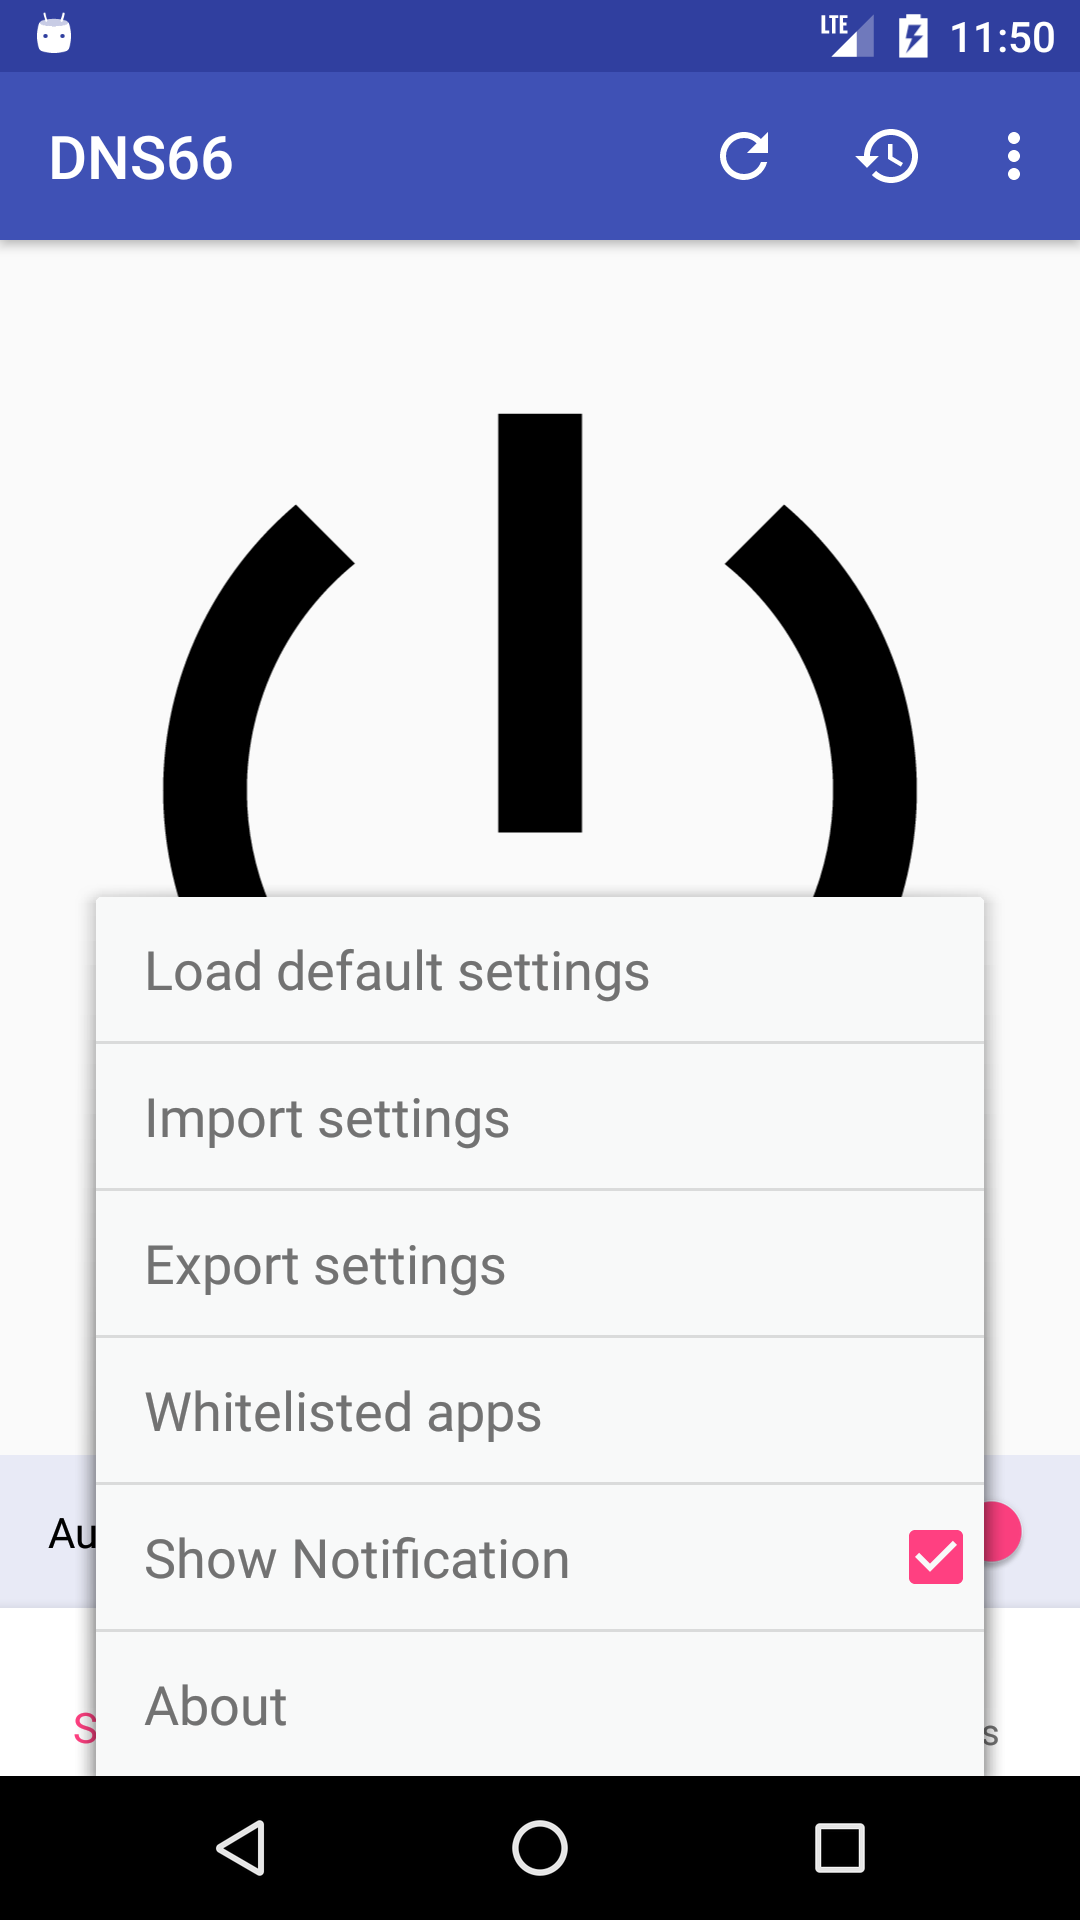 LTE 11:50
DNS66
Load default settings
Import settings
Export settings
Whitelisted apps
Au
Show Notification
About
S
s